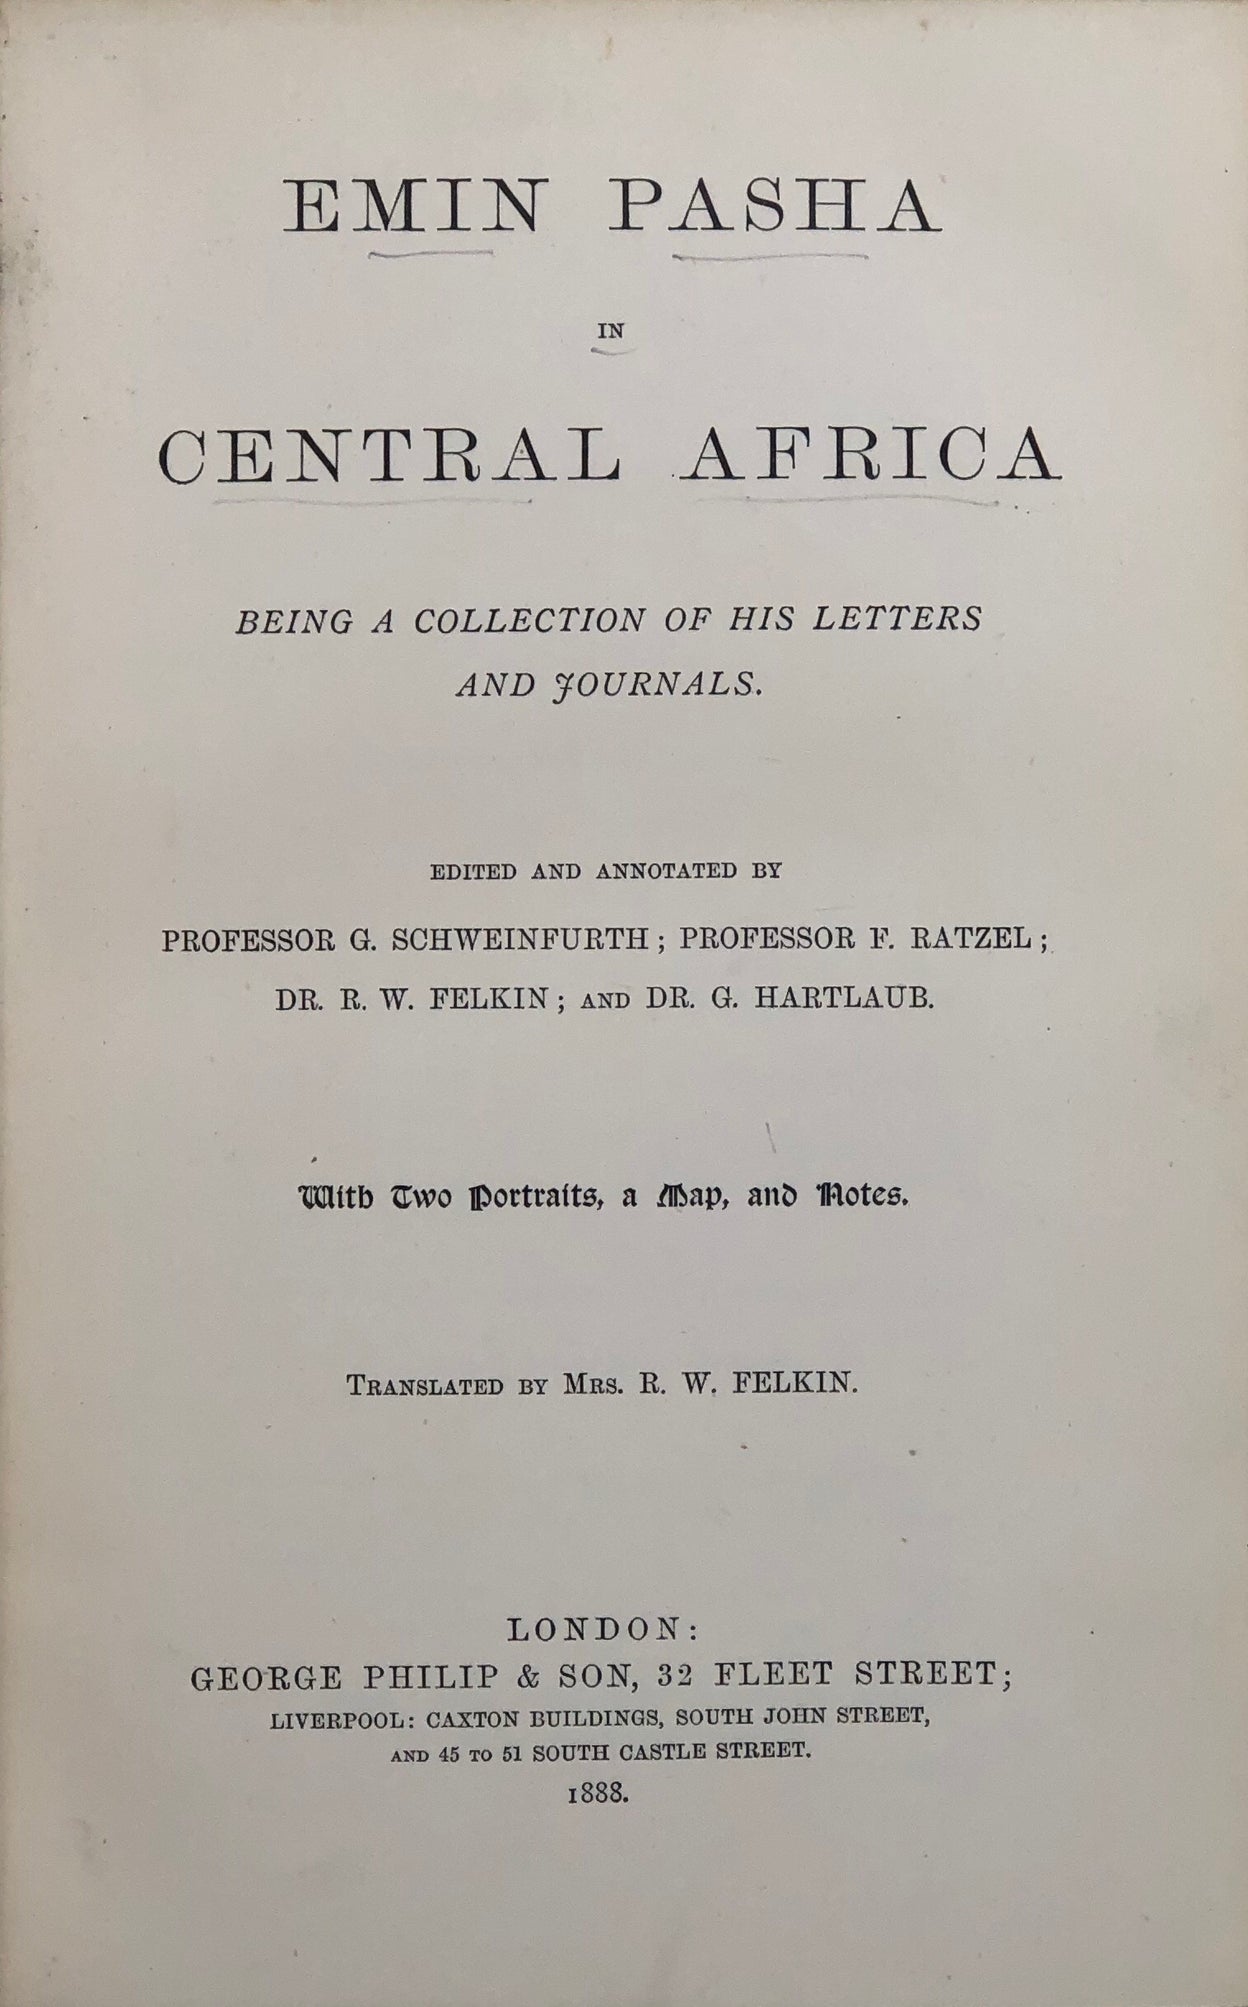 EMIN PASHA
IN
CENTRAL AFRICA
BEING A COLLECTION OF HIS LETTERS
AND JOURNALS.
EDITED AND ANNOTATED BY
PROFESSOR G. SCHWEINFURTH; PROFESSOR F. RATZEL;
DR. R. W. FELKIN; AND DR. G. HARTLAUB.
With Two Portraits, a Map, and Notes.
TRANSLATED BY MRS. R. W. FELKIN.
LONDON:
GEORGE PHILIP & SON, 32 FLEET STREET;
LIVERPOOL: CAXTON BUILDINGS, SOUTH JOHN STREET,
AND 45 TO 51 SOUTH CASTLE STREET.
1888.